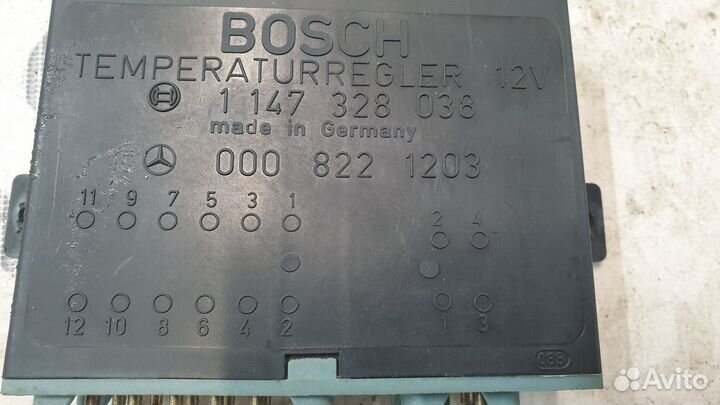 BOSCH
TEMPERATURREGLER 12V
1 147 328 038
made in Germany
000 822 1203
11 9 7 5 3 1
2 4
12 10 8 6 4 2
1 3
Avito